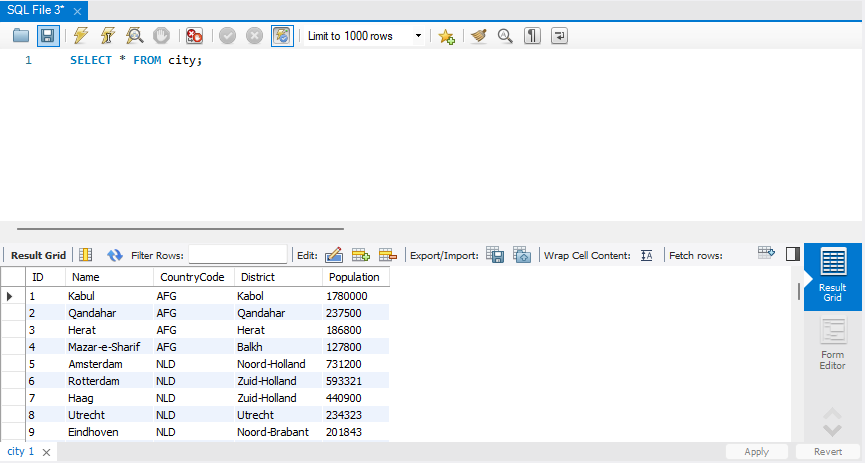 SQL File 3* ×
Limit to 1000 rows
1 SELECT * FROM city;
Result Grid Filter Rows: Edit: Export/Import: Wrap Cell Content: Fetch rows:
ID Name CountryCode District Population
1 Kabul AFG Kabol 1780000
2 Qandahar AFG Qandahar 237500
3 Herat AFG Herat 186800
4 Mazar-e-Sharif AFG Balkh 127800
5 Amsterdam NLD Noord-Holland 731200
6 Rotterdam NLD Zuid-Holland 593321
7 Haag NLD Zuid-Holland 440900
8 Utrecht NLD Utrecht 234323
9 Eindhoven NLD Noord-Brabant 201843
Result
Grid
Form
Editor
city 1 × Apply Revert